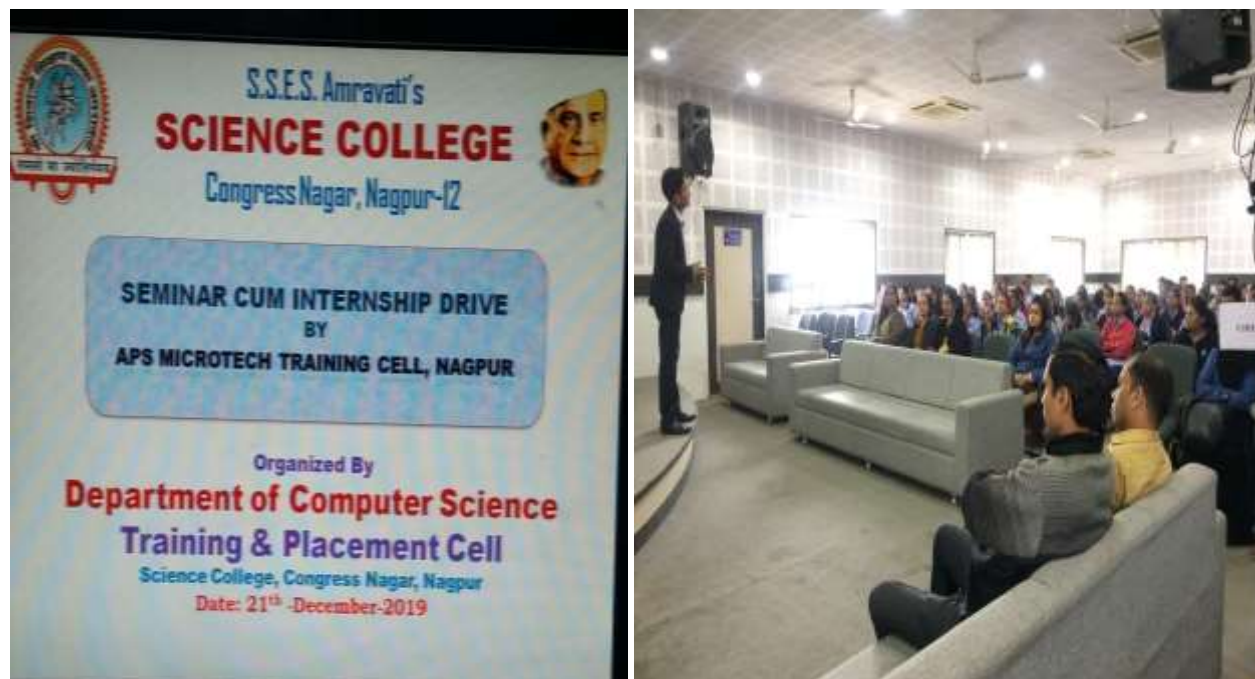 S.S.E.S. Amravati's
SCIENCE COLLEGE
Congress Nagar, Nagpur-12
SEMINAR CUM INTERNSHIP DRIVE
BY
APS MICROTECH TRAINING CELL, NAGPUR
Organized By
Department of Computer Science
Training & Placement Cell
Science College, Congress Nagar, Nagpur
Date: 21th -December-2019